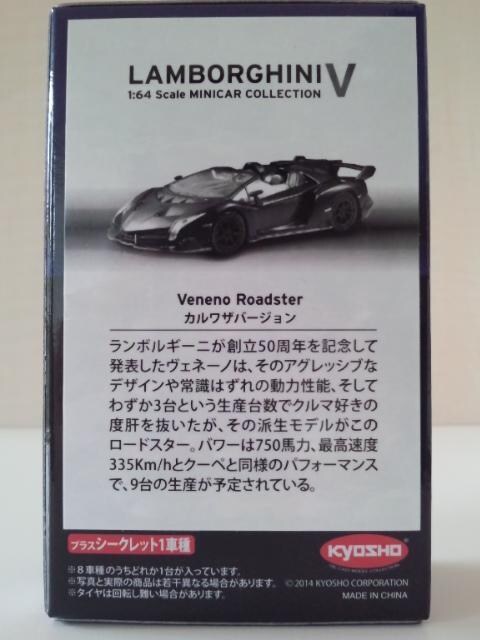 LAMBORGHINI V
1:64 Scale MINICAR COLLECTION
Veneno Roadster
カルワザバージョン
ランボルギーニが創立50周年を記念して
発表したヴェネーノは、そのアグレッシブな
デザインや常識はずれの動力性能、そして
わずか3台という生産台数でクルマ好きの
度肝を抜いたが、その派生モデルがこの
ロードスター。パワーは750馬力、最高速度
335Km/hとクーペと同様のパフォーマンス
で、9台の生産が予定されている。
プラスシークレット1車種
※8車種のうちどれか1台が入っています。
※写真と実際の商品は若干異なる場合があります。
※タイヤは回転し難い場合があります。
KYOSHO
DIE-CAST MODEL COLLECTION
© 2014 KYOSHO CORPORATION
MADE IN CHINA